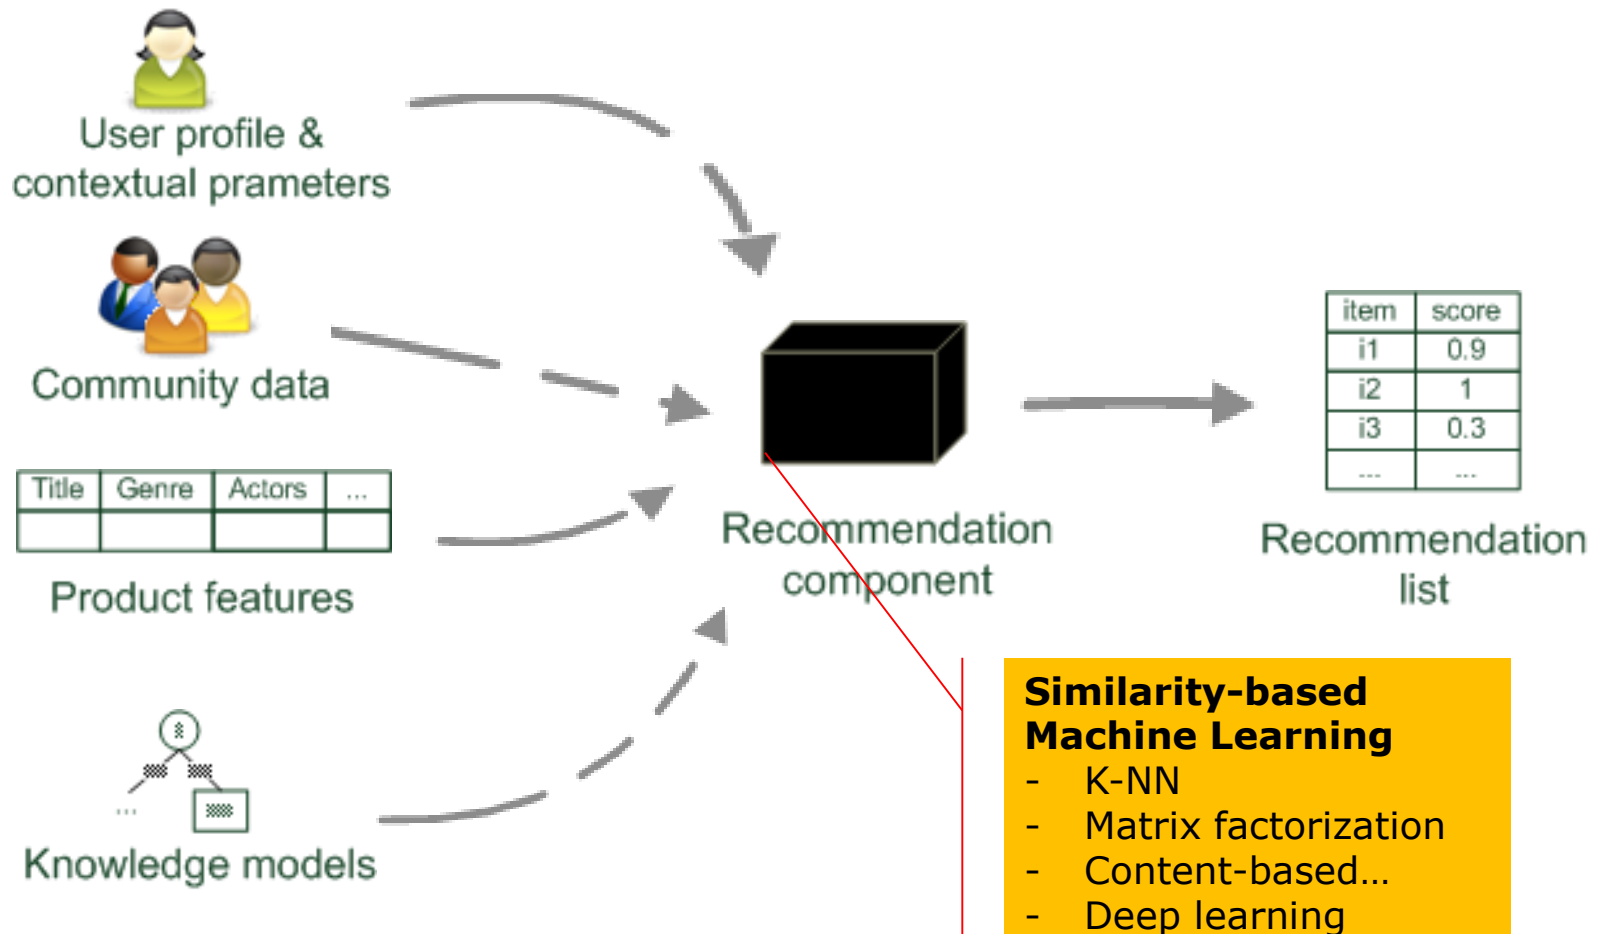 User profile &
contextual prameters
Community data
Title Genre Actors ...
Product features
Knowledge models
...
Recommendation
component
item score
i1 0.9
i2 1
i3 0.3
... ...
Recommendation
list
Similarity-based
Machine Learning
- K-NN
- Matrix factorization
- Content-based…
- Deep learning